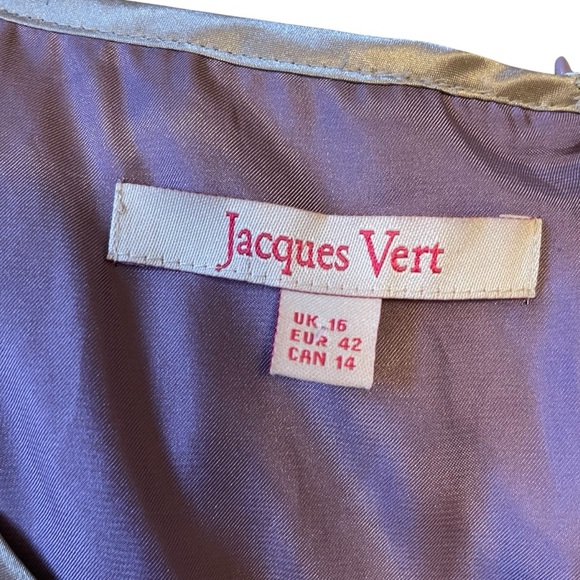 Jacques Vert
UK 16
EUR 42
CAN 14